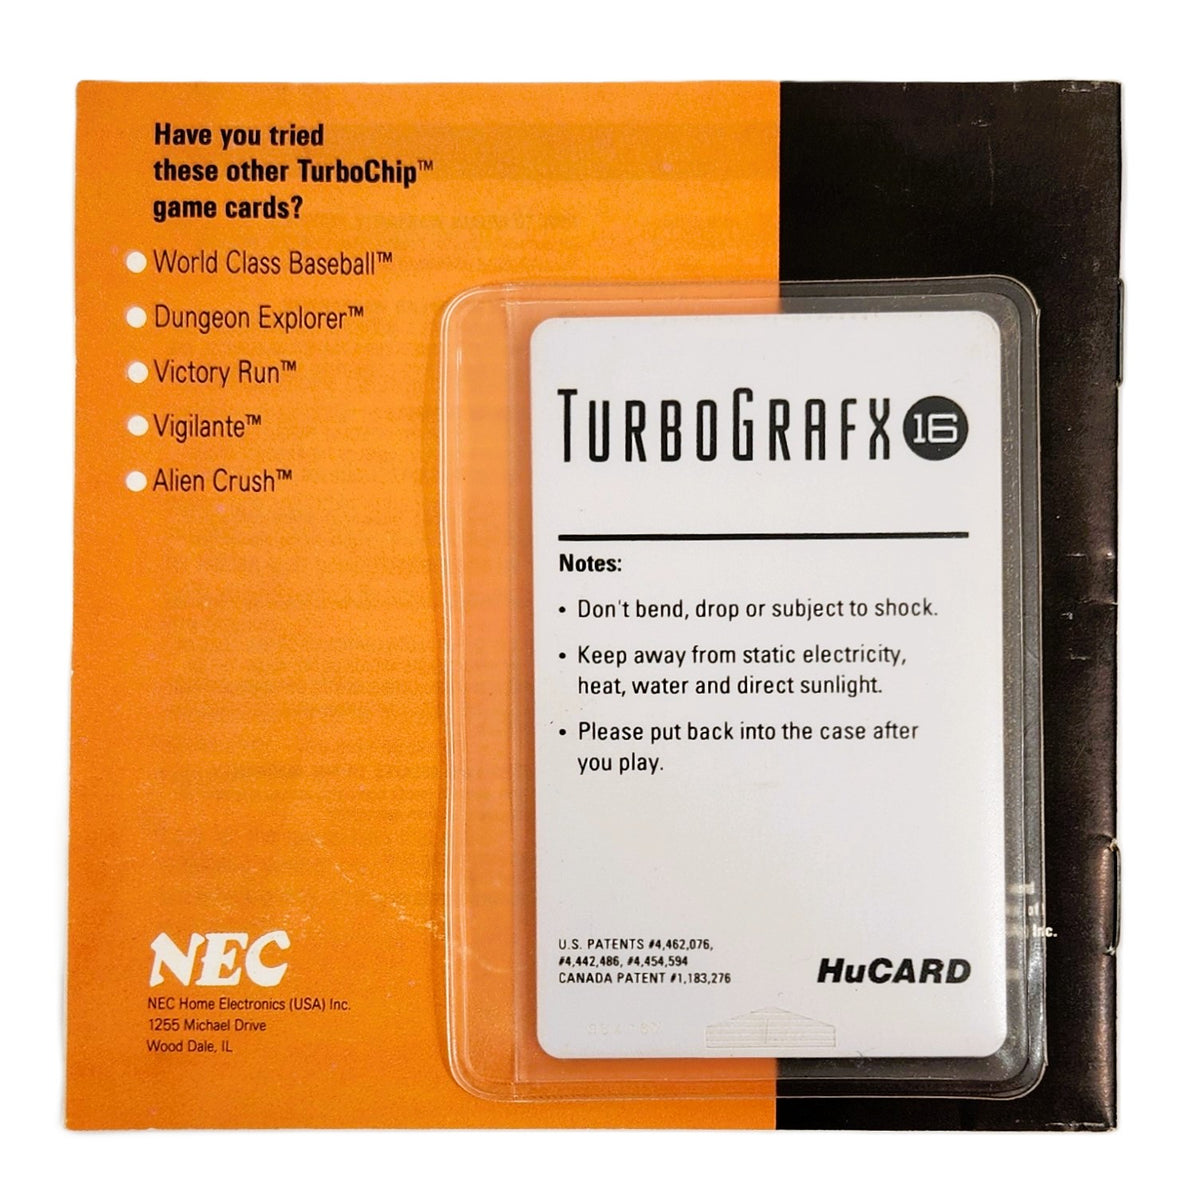 Have you tried
these other TurboChip™
game cards?
World Class Baseball™
Dungeon Explorer™
Victory Run™
Vigilante™
Alien Crush™
NEC
NEC Home Electronics (USA) Inc.
1255 Michael Drive
Wood Dale, IL
TURBOGRAFX 16
Notes:
• Don't bend, drop or subject to shock.
• Keep away from static electricity,
heat, water and direct sunlight.
• Please put back into the case after
you play.
U.S. PATENTS #4,462,076,
#4,442,486, #4,454,594
CANADA PATENT #1,183,276
HuCARD
of
Inc.